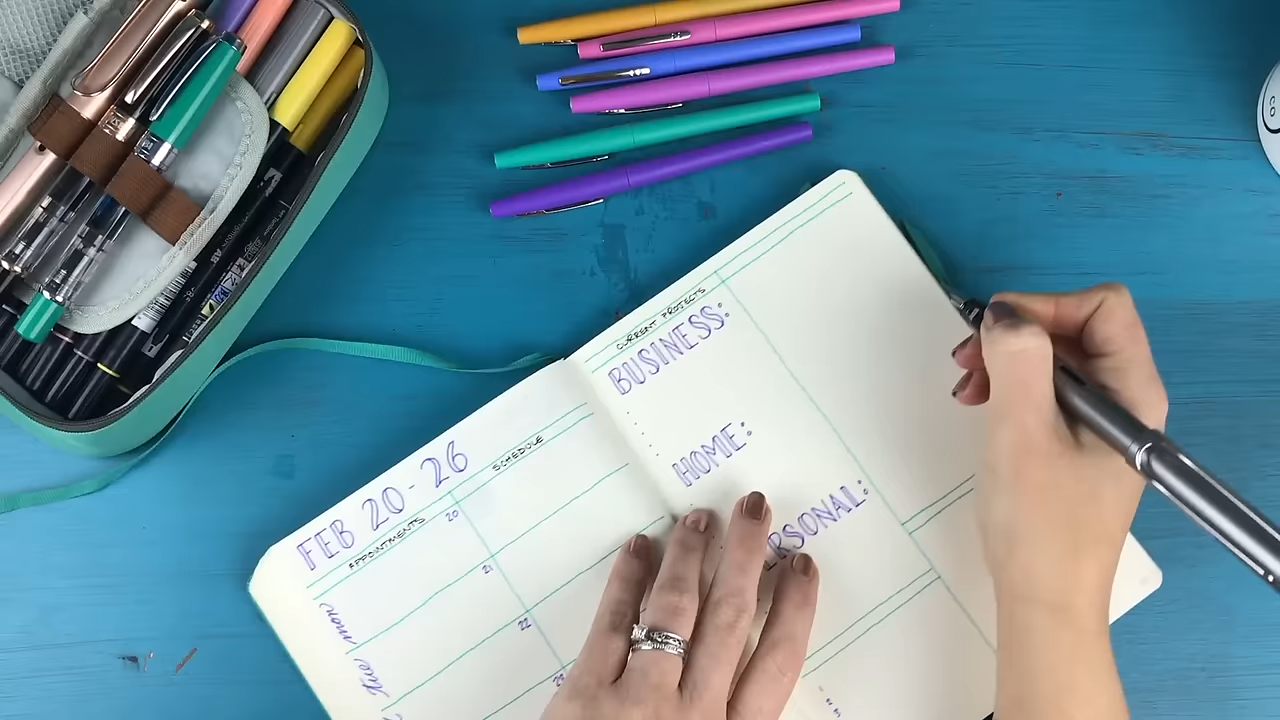 FEB 20-26
APPOINTMENTS
SCHEDULE
20
mon
21
tue
22
CURRENT PROJECTS
BUSINESS:
HOME:
RSONAL: